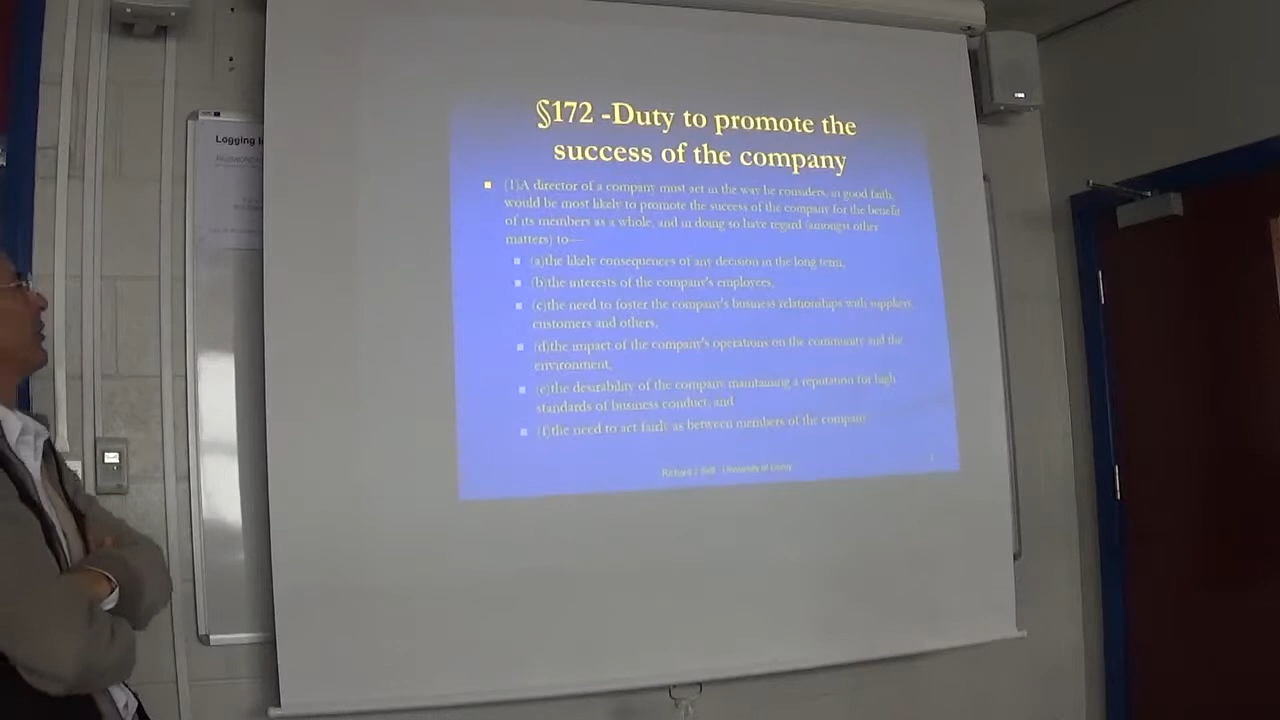 §172 -Duty to promote the
success of the company
(1)A director of a company must act in the way he considers, in good faith,
would be most likely to promote the success of the company for the benefit
of its members as a whole, and in doing so have regard (amongst other
matters) to—
(a)the likely consequences of any decision in the long term,
(b)the interests of the company's employees,
(c)the need to foster the company's business relationships with suppliers,
customers and others,
(d)the impact of the company's operations on the community and the
environment,
(e)the desirability of the company maintaining a reputation for high
standards of business conduct, and
(f)the need to act fairly as between members of the company
Richard J - University of
Logging